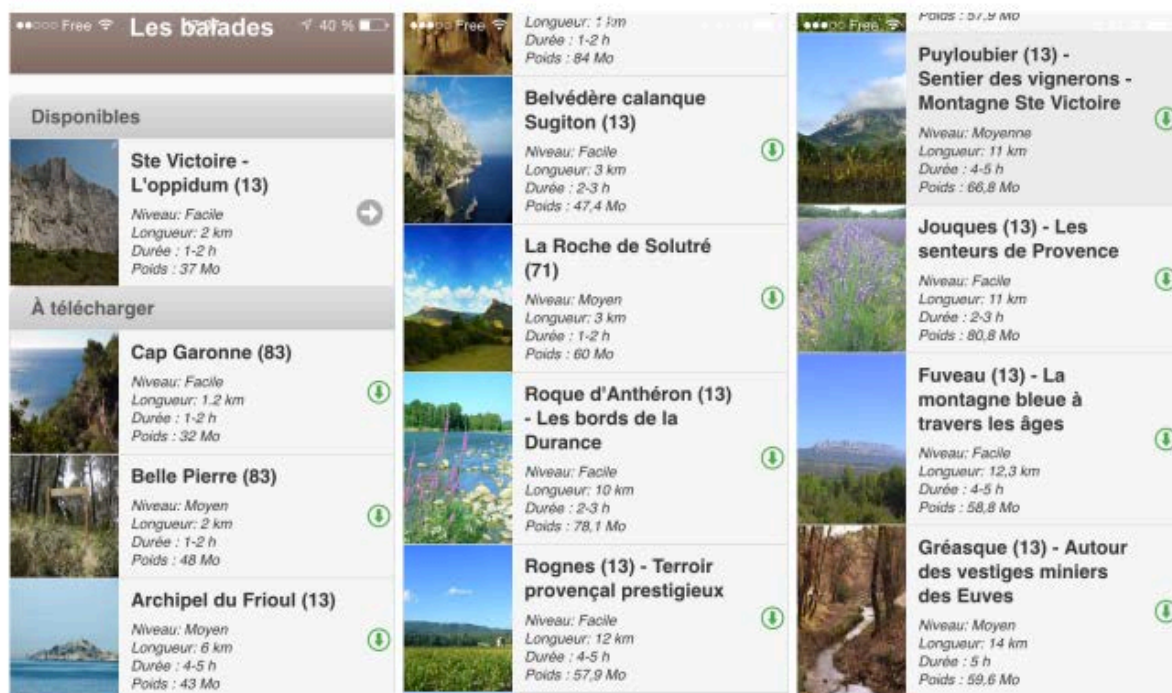 Free
Les balades
40 %
Disponibles
Ste Victoire -
L'oppidum (13)
Niveau: Facile
Longueur: 2 km
Durée : 1-2 h
Poids : 37 Mo
À télécharger
Cap Garonne (83)
Niveau: Facile
Longueur: 1.2 km
Durée : 1-2 h
Poids : 32 Mo
Belle Pierre (83)
Niveau: Moyen
Longueur: 2 km
Durée : 1-2 h
Poids : 48 Mo
Archipel du Frioul (13)
Niveau: Moyen
Longueur: 6 km
Durée : 4-5 h
Poids : 43 Mo
Free
Longueur: 1 km
Durée : 1-2 h
Poids : 84 Mo
Belvédère calanque
Sugiton (13)
Niveau: Facile
Longueur: 3 km
Durée : 2-3 h
Poids : 47,4 Mo
La Roche de Solutré
(71)
Niveau: Moyen
Longueur: 3 km
Durée : 1-2 h
Poids : 60 Mo
Roque d'Anthéron (13)
- Les bords de la
Durance
Niveau: Facile
Longueur: 10 km
Durée : 2-3 h
Poids : 78,1 Mo
Rognes (13) - Terroir
provençal prestigieux
Niveau: Facile
Longueur: 12 km
Durée : 4-5 h
Poids : 57,9 Mo
Free
Poids : 57,9 Mo
Puyloubier (13) -
Sentier des vignerons -
Montagne Ste Victoire
Niveau: Moyenne
Longueur: 11 km
Durée : 4-5 h
Poids : 66,8 Mo
Jouques (13) - Les
senteurs de Provence
Niveau: Facile
Longueur: 11 km
Durée : 2-3 h
Poids : 80,8 Mo
Fuveau (13) - La
montagne bleue à
travers les âges
Niveau: Facile
Longueur: 12,3 km
Durée : 4-5 h
Poids : 58,8 Mo
Gréasque (13) - Autour
des vestiges miniers
des Euves
Niveau: Moyen
Longueur: 14 km
Durée : 5 h
Poids : 59,6 Mo